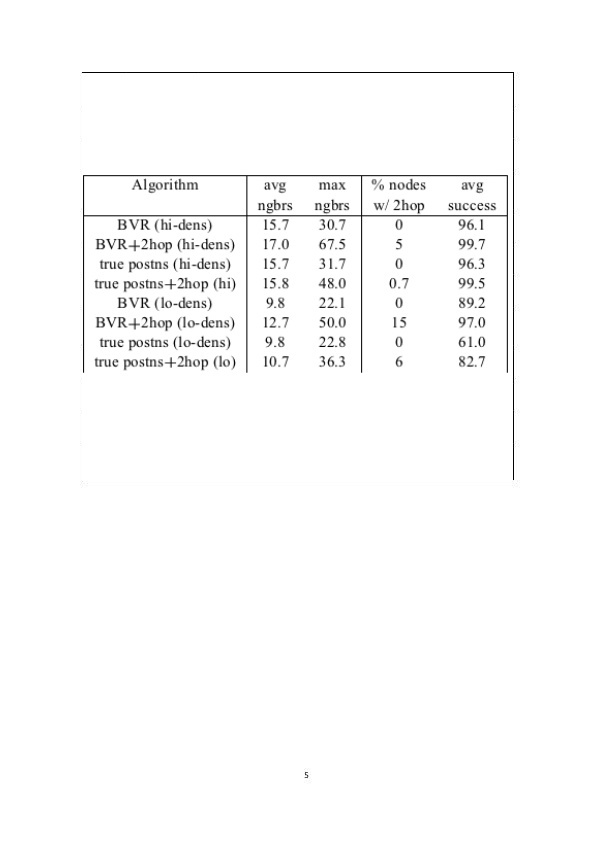 Algorithm avg max % nodes avg
ngbrs ngbrs w/ 2hop success
BVR (hi-dens) 15.7 30.7 0 96.1
BVR+2hop (hi-dens) 17.0 67.5 5 99.7
true postns (hi-dens) 15.7 31.7 0 96.3
true postns+2hop (hi) 15.8 48.0 0.7 99.5
BVR (lo-dens) 9.8 22.1 0 89.2
BVR+2hop (lo-dens) 12.7 50.0 15 97.0
true postns (lo-dens) 9.8 22.8 0 61.0
true postns+2hop (lo) 10.7 36.3 6 82.7
5